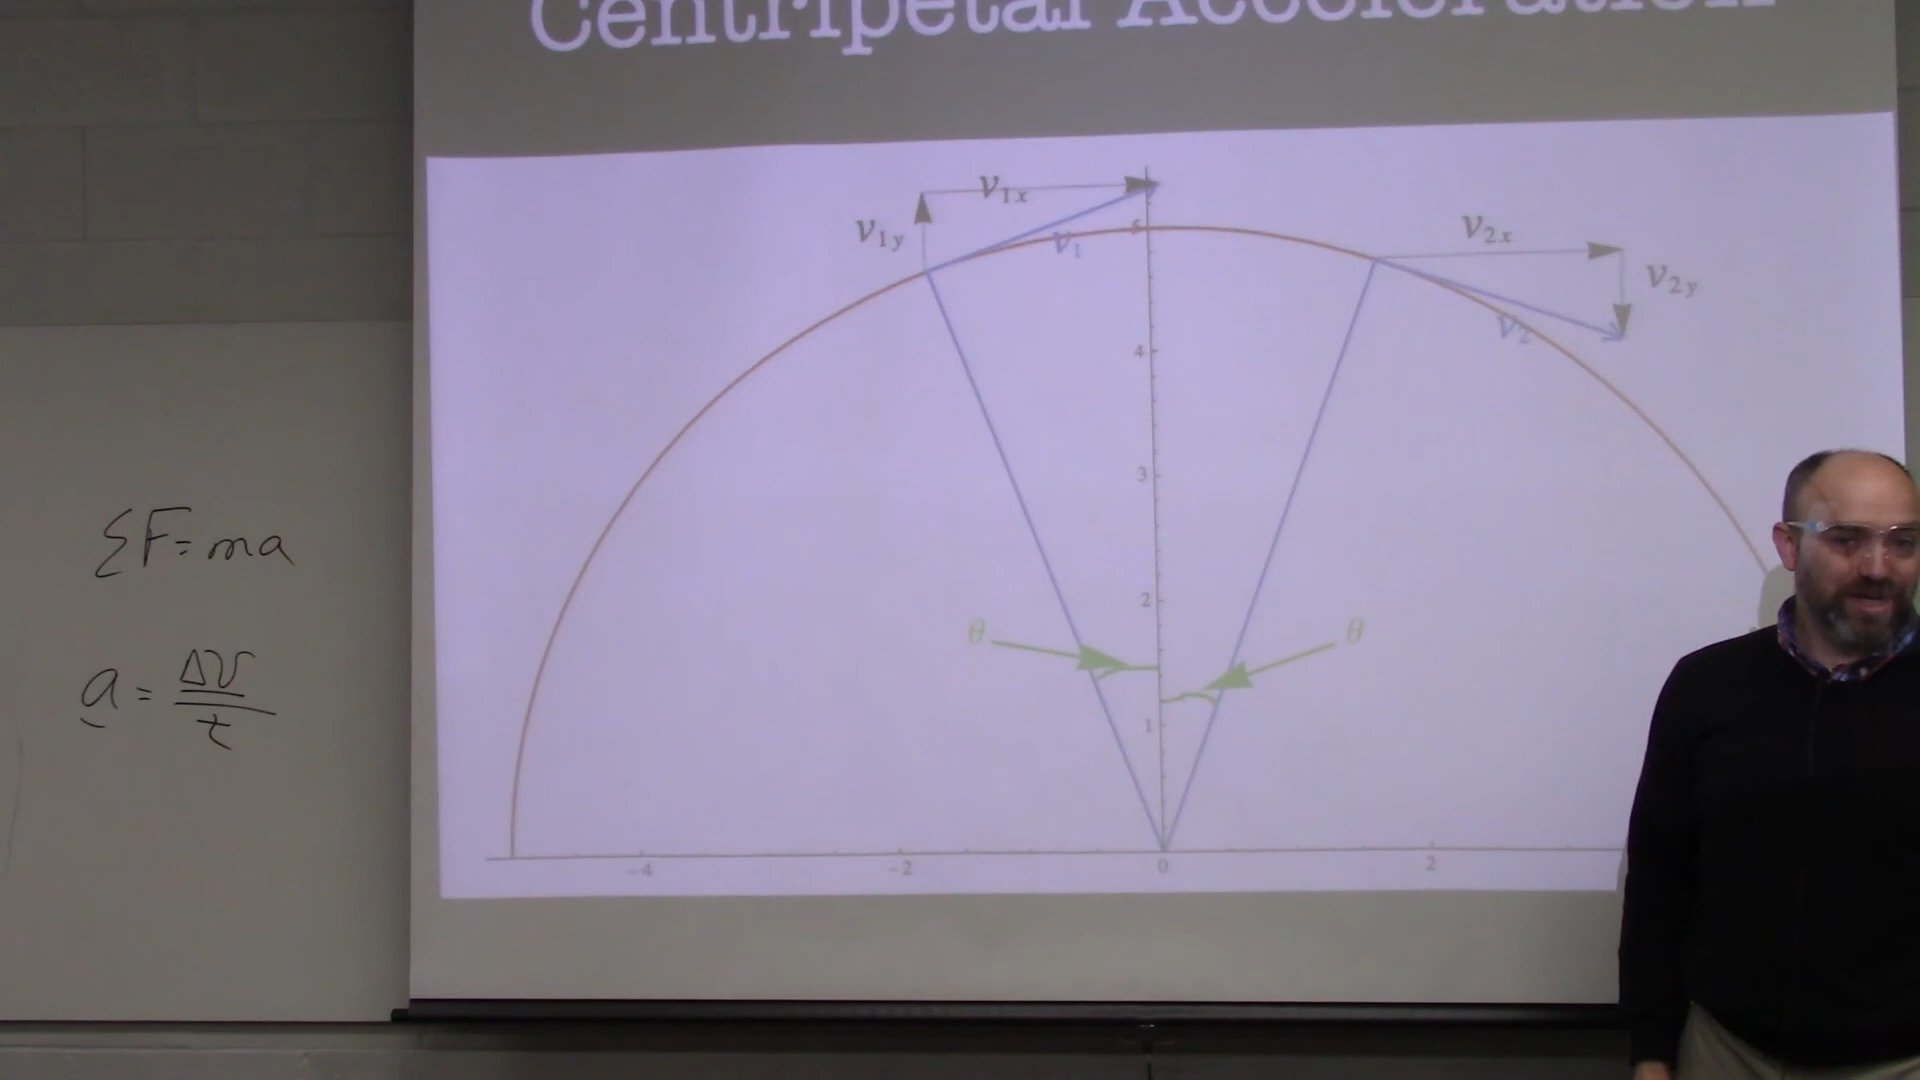 Centripetal Acceleration
v1x
v1y
v1
v2x
v2y
v2
5
4
3
2
1
θ
θ
-4
-2
0
2
ΣF=ma
a = Δv
t